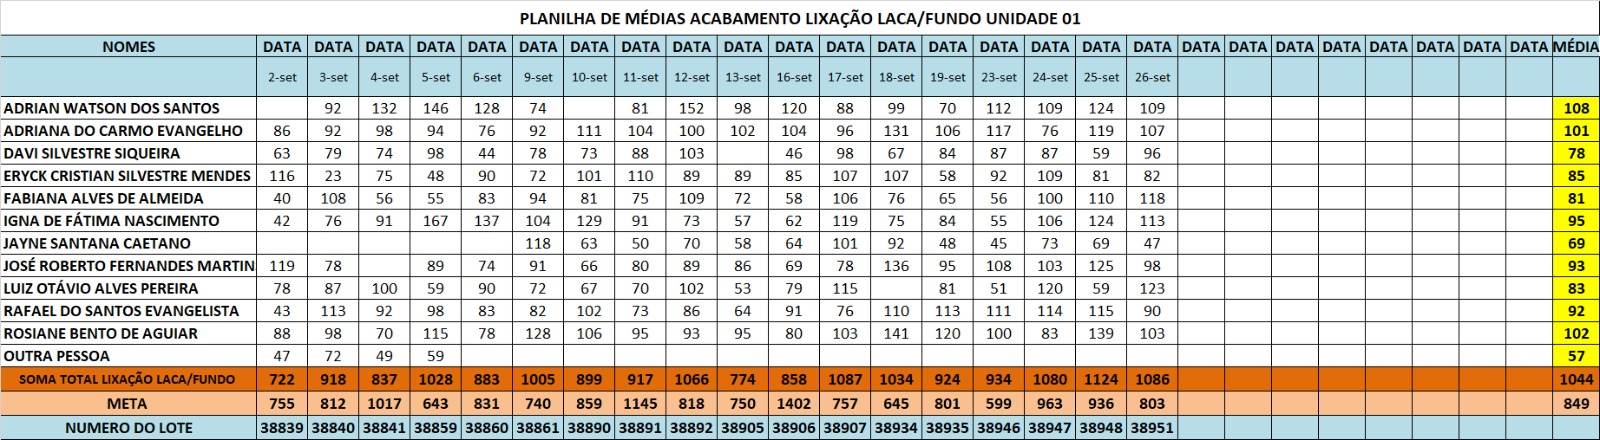 PLANILHA DE MÉDIAS ACABAMENTO LIXAÇÃO LACA/FUNDO UNIDADE 01
NOMES DATA DATA DATA DATA DATA DATA DATA DATA DATA DATA DATA DATA DATA DATA DATA DATA DATA DATA DATA DATA DATA DATA DATA DATA DATA DATA MÉDIA
2-set 3-set 4-set 5-set 6-set 9-set 10-set 11-set 12-set 13-set 16-set 17-set 18-set 19-set 23-set 24-set 25-set 26-set
ADRIAN WATSON DOS SANTOS 92 132 146 128 74 81 152 98 120 88 99 70 112 109 124 109 108
ADRIANA DO CARMO EVANGELHO 86 92 98 94 76 92 111 104 100 102 104 96 131 106 117 76 119 107 101
DAVI SILVESTRE SIQUEIRA 63 79 74 98 44 78 73 88 103 46 98 67 84 87 87 59 96 78
ERYCK CRISTIAN SILVESTRE MENDES 116 23 75 48 90 72 101 110 89 89 85 107 107 58 92 109 81 82 85
FABIANA ALVES DE ALMEIDA 40 108 56 55 83 94 81 75 109 72 58 106 76 65 56 100 110 118 81
IGNA DE FÁTIMA NASCIMENTO 42 76 91 167 137 104 129 91 73 57 62 119 75 84 55 106 124 113 95
JAYNE SANTANA CAETANO 118 63 50 70 58 64 101 92 48 45 73 69 47 69
JOSÉ ROBERTO FERNANDES MARTIN 119 78 89 74 91 66 80 89 86 69 78 136 95 108 103 125 98 93
LUIZ OTÁVIO ALVES PEREIRA 78 87 100 59 90 72 67 70 102 53 79 115 81 51 120 59 123 83
RAFAEL DO SANTOS EVANGELISTA 43 113 92 98 83 82 102 73 86 64 91 76 110 113 111 114 115 90 92
ROSIANE BENTO DE AGUIAR 88 98 70 115 78 128 106 95 93 95 80 103 141 120 100 83 139 103 102
OUTRA PESSOA 47 72 49 59 57
SOMA TOTAL LIXAÇÃO LACA/FUNDO 722 918 837 1028 883 1005 899 917 1066 774 858 1087 1034 924 934 1080 1124 1086 1044
META 755 812 1017 643 831 740 859 1145 818 750 1402 757 645 801 599 963 936 803 849
NUMERO DO LOTE 38839 38840 38841 38859 38860 38861 38890 38891 38892 38905 38906 38907 38934 38935 38946 38947 38948 38951